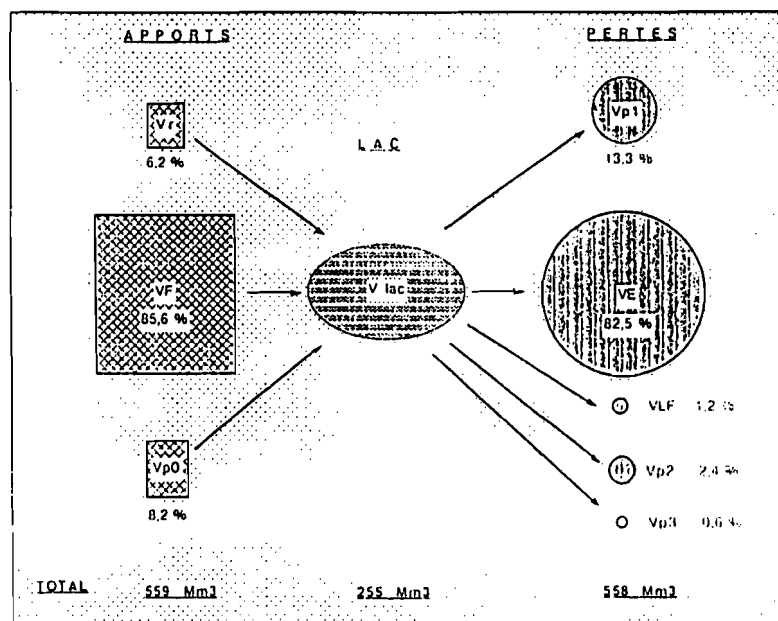 APPORTS
PERTES
Vr
6,2 %
LAC
Vp1
13,3 %
VF
85,6 %
V lac
VE
82,5 %
VLF 1,2 %
Vp0
8,2 %
Vp2 2,4 %
Vp3 0,6 %
TOTAL 559 Mm3 255 Mm3 558 Mm3